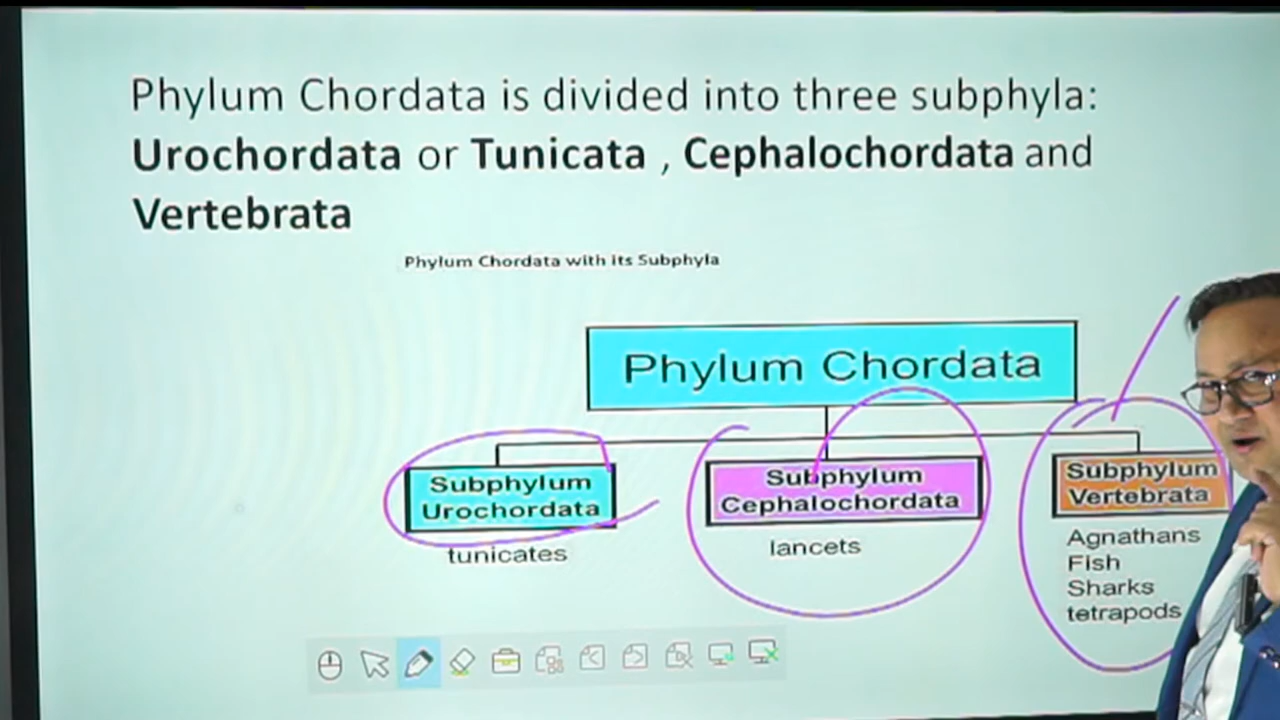 Phylum Chordata is divided into three subphyla:
Urochordata or Tunicata , Cephalochordata and
Vertebrata
Phylum Chordata with its Subphyla
Phylum Chordata
Subphylum
Urochordata
tunicates
Subphylum
Cephalochordata
lancets
Subphylum
Vertebrata
Agnathans
Fish
Sharks
tetrapods